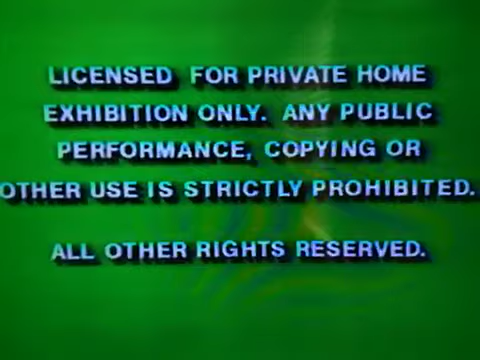 LICENSED FOR PRIVATE HOME
EXHIBITION ONLY. ANY PUBLIC
PERFORMANCE, COPYING OR
OTHER USE IS STRICTLY PROHIBITED.
ALL OTHER RIGHTS RESERVED.